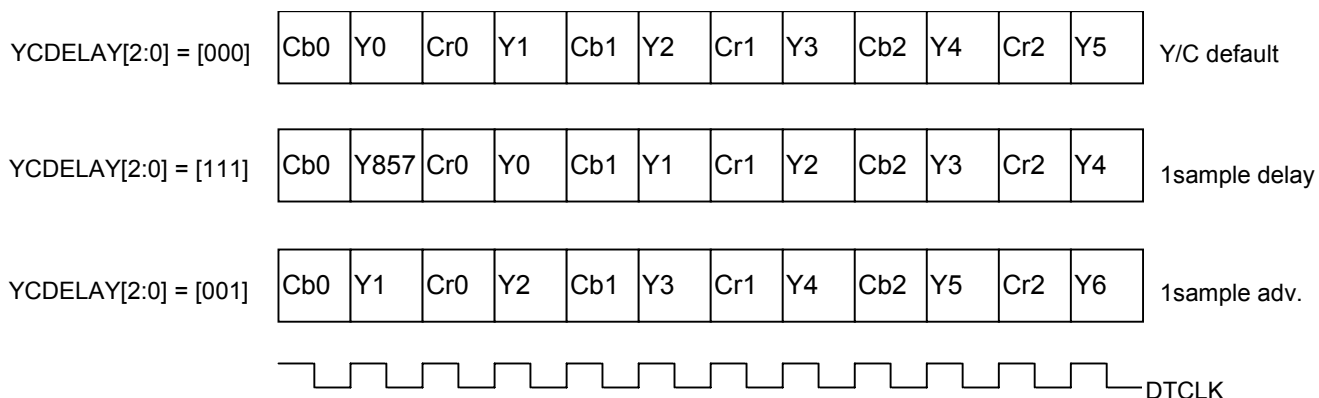 YCDELAY[2:0] = [000] Cb0 Y0 Cr0 Y1 Cb1 Y2 Cr1 Y3 Cb2 Y4 Cr2 Y5 Y/C default
YCDELAY[2:0] = [111] Cb0 Y857 Cr0 Y0 Cb1 Y1 Cr1 Y2 Cb2 Y3 Cr2 Y4 1sample delay
YCDELAY[2:0] = [001] Cb0 Y1 Cr0 Y2 Cb1 Y3 Cr1 Y4 Cb2 Y5 Cr2 Y6 1sample adv.
DTCLK